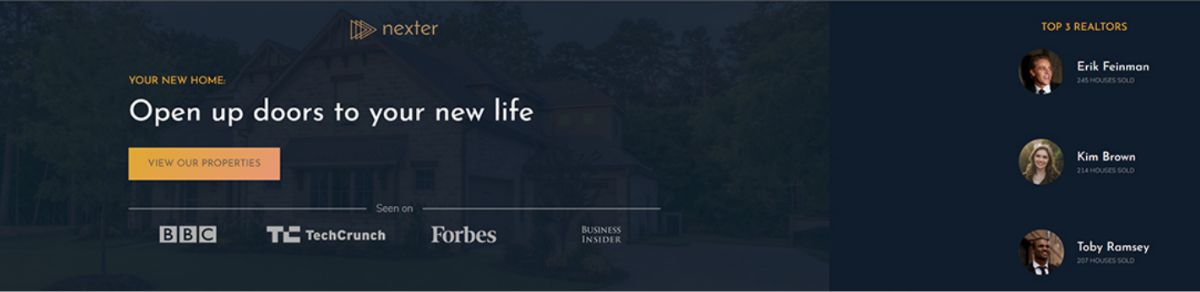 nexter
YOUR NEW HOME:
Open up doors to your new life
VIEW OUR PROPERTIES
Seen on
BBC
TechCrunch
Forbes
BUSINESS
INSIDER
TOP 3 REALTORS
Erik Feinman
245 HOUSES SOLD
Kim Brown
214 HOUSES SOLD
Toby Ramsey
207 HOUSES SOLD